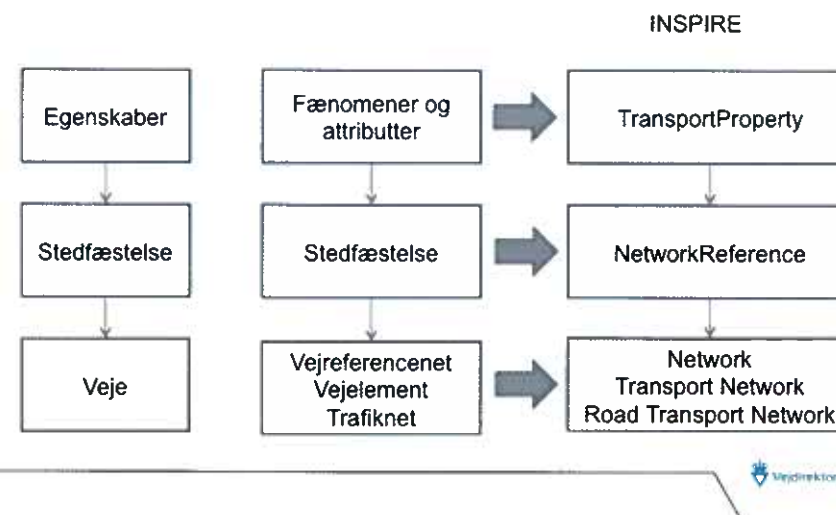 INSPIRE
Egenskaber
Fænomener og
attributter
TransportProperty
Stedfæstelse
Stedfæstelse
NetworkReference
Veje
Vejreferencenet
Vejelement
Trafiknet
Network
Transport Network
Road Transport Network